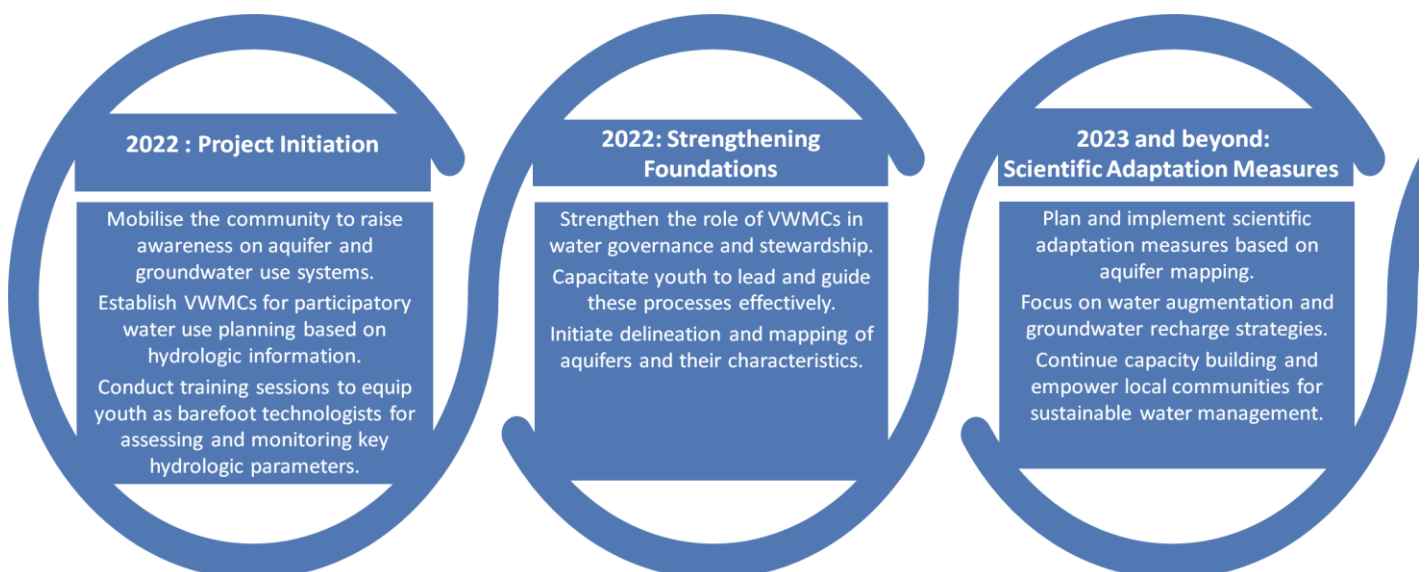 2022 : Project Initiation
Mobilise the community to raise
awareness on aquifer and
groundwater use systems.
Establish VWMCs for participatory
water use planning based on
hydrologic information.
Conduct training sessions to equip
youth as barefoot technologists for
assessing and monitoring key
hydrologic parameters.
2022: Strengthening
Foundations
Strengthen the role of VWMCs in
water governance and stewardship.
Capacitate youth to lead and guide
these processes effectively.
Initiate delineation and mapping of
aquifers and their characteristics.
2023 and beyond:
Scientific Adaptation Measures
Plan and implement scientific
adaptation measures based on
aquifer mapping.
Focus on water augmentation and
groundwater recharge strategies.
Continue capacity building and
empower local communities for
sustainable water management.